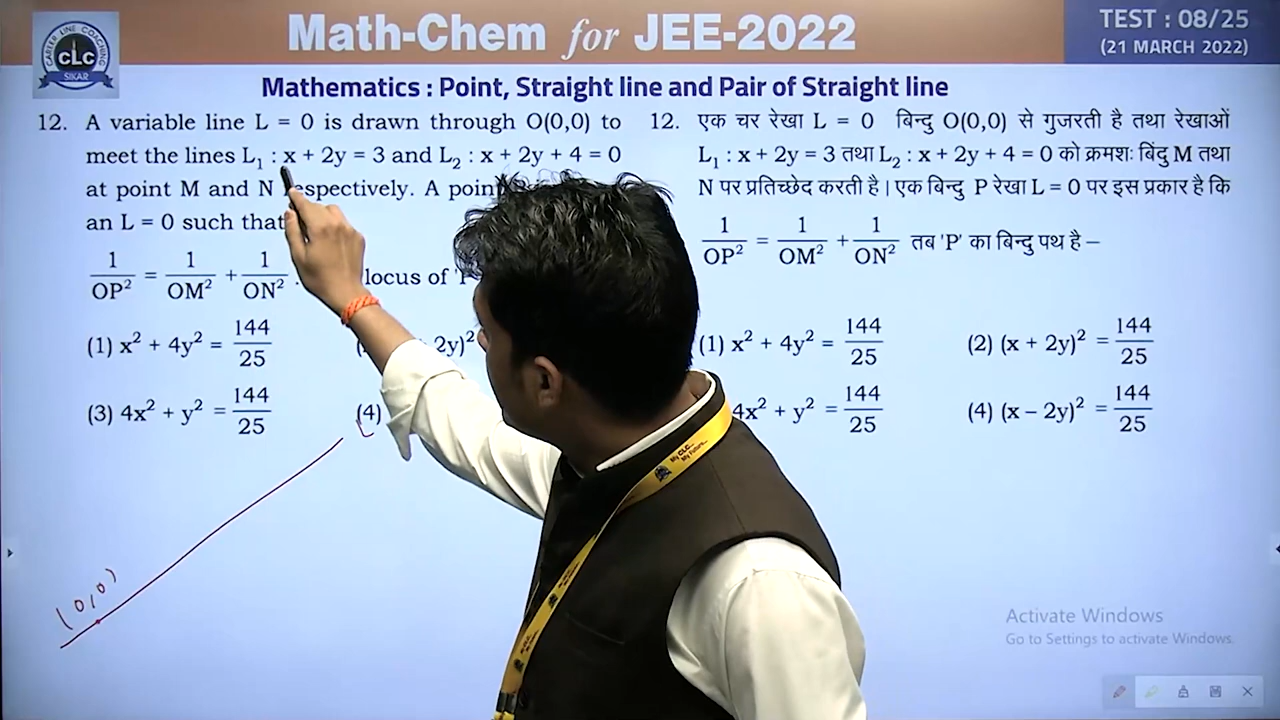 Math-Chem for JEE-2022
TEST : 08/25
(21 MARCH 2022)
CAREER LINE COACHING
CLC
SIKAR
Mathematics : Point, Straight line and Pair of Straight line
12. A variable line L = 0 is drawn through O(0,0) to
meet the lines L₁ : x + 2y = 3 and L₂ : x + 2y + 4 = 0
at point M and N respectively. A poin
an L = 0 such that
1/OP² = 1/OM² + 1/ON² . locus of 'P
(1) x² + 4y² = 144/25
2y)²
(3) 4x² + y² = 144/25
(4)
12. एक चर रेखा L = 0 बिन्दु O(0,0) से गुजरती है तथा रेखाओं
L₁ : x + 2y = 3 तथा L₂ : x + 2y + 4 = 0 को क्रमशः बिंदु M तथा
N पर प्रतिच्छेद करती है। एक बिन्दु P रेखा L = 0 पर इस प्रकार है कि
1/OP² = 1/OM² + 1/ON² तब 'P' का बिन्दु पथ है –
(1) x² + 4y² = 144/25
(2) (x + 2y)² = 144/25
4x² + y² = 144/25
(4) (x – 2y)² = 144/25
L
(0,0)
My CLC...
My Future...
Activate Windows
Go to Settings to activate Windows.